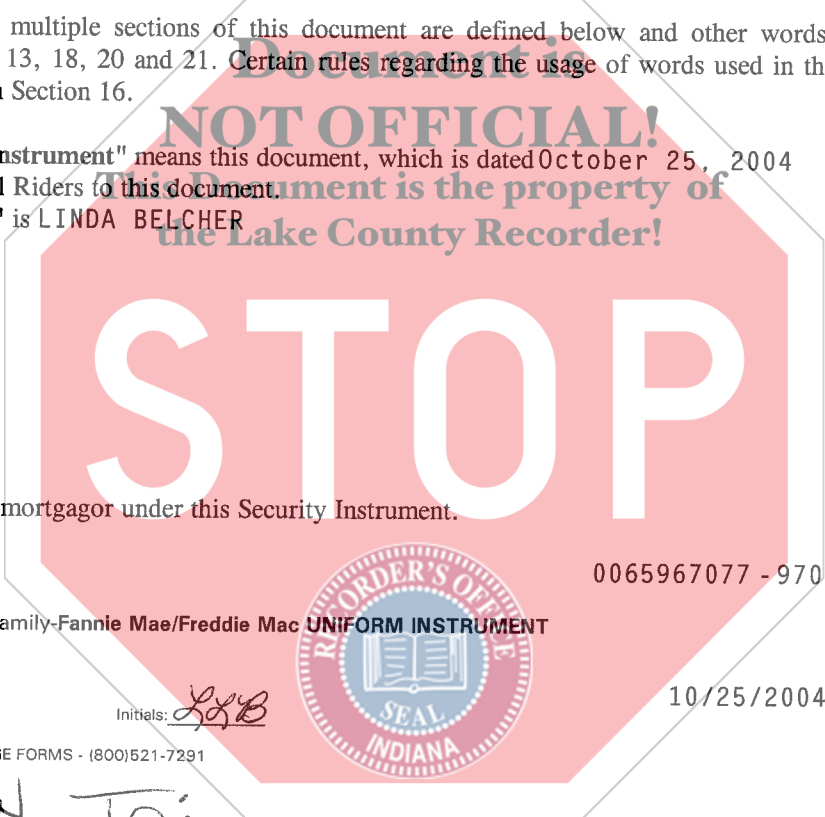 multiple sections of this document are defined below and other words
Document is
13, 18, 20 and 21. Certain rules regarding the usage of words used in th
Section 16.
NOT OFFICIAL!
nstrument" means this document, which is dated October 25, 2004
Riders to this document.
This Document is the property of
" is LINDA BELCHER
the Lake County Recorder!
STOP
mortgagor under this Security Instrument.
0065967077 - 970
amily-Fannie Mae/Freddie Mac UNIFORM INSTRUMENT
RECORDER'S OFFICE
SEAL
INDIANA
10/25/2004
Initials: LLB
GE FORMS - (800)521-7291